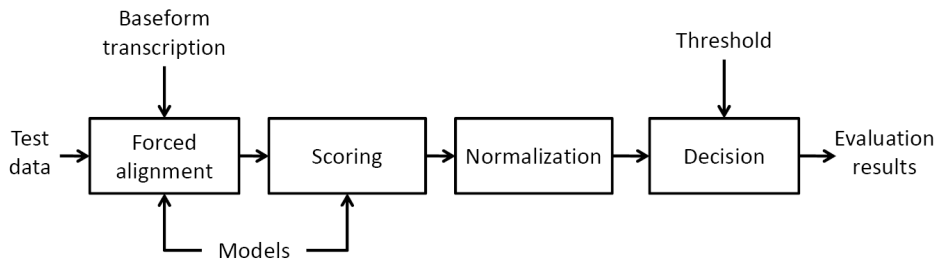 Baseform
transcription
Threshold
Test
data
Forced
alignment
Scoring
Normalization
Decision
Evaluation
results
Models